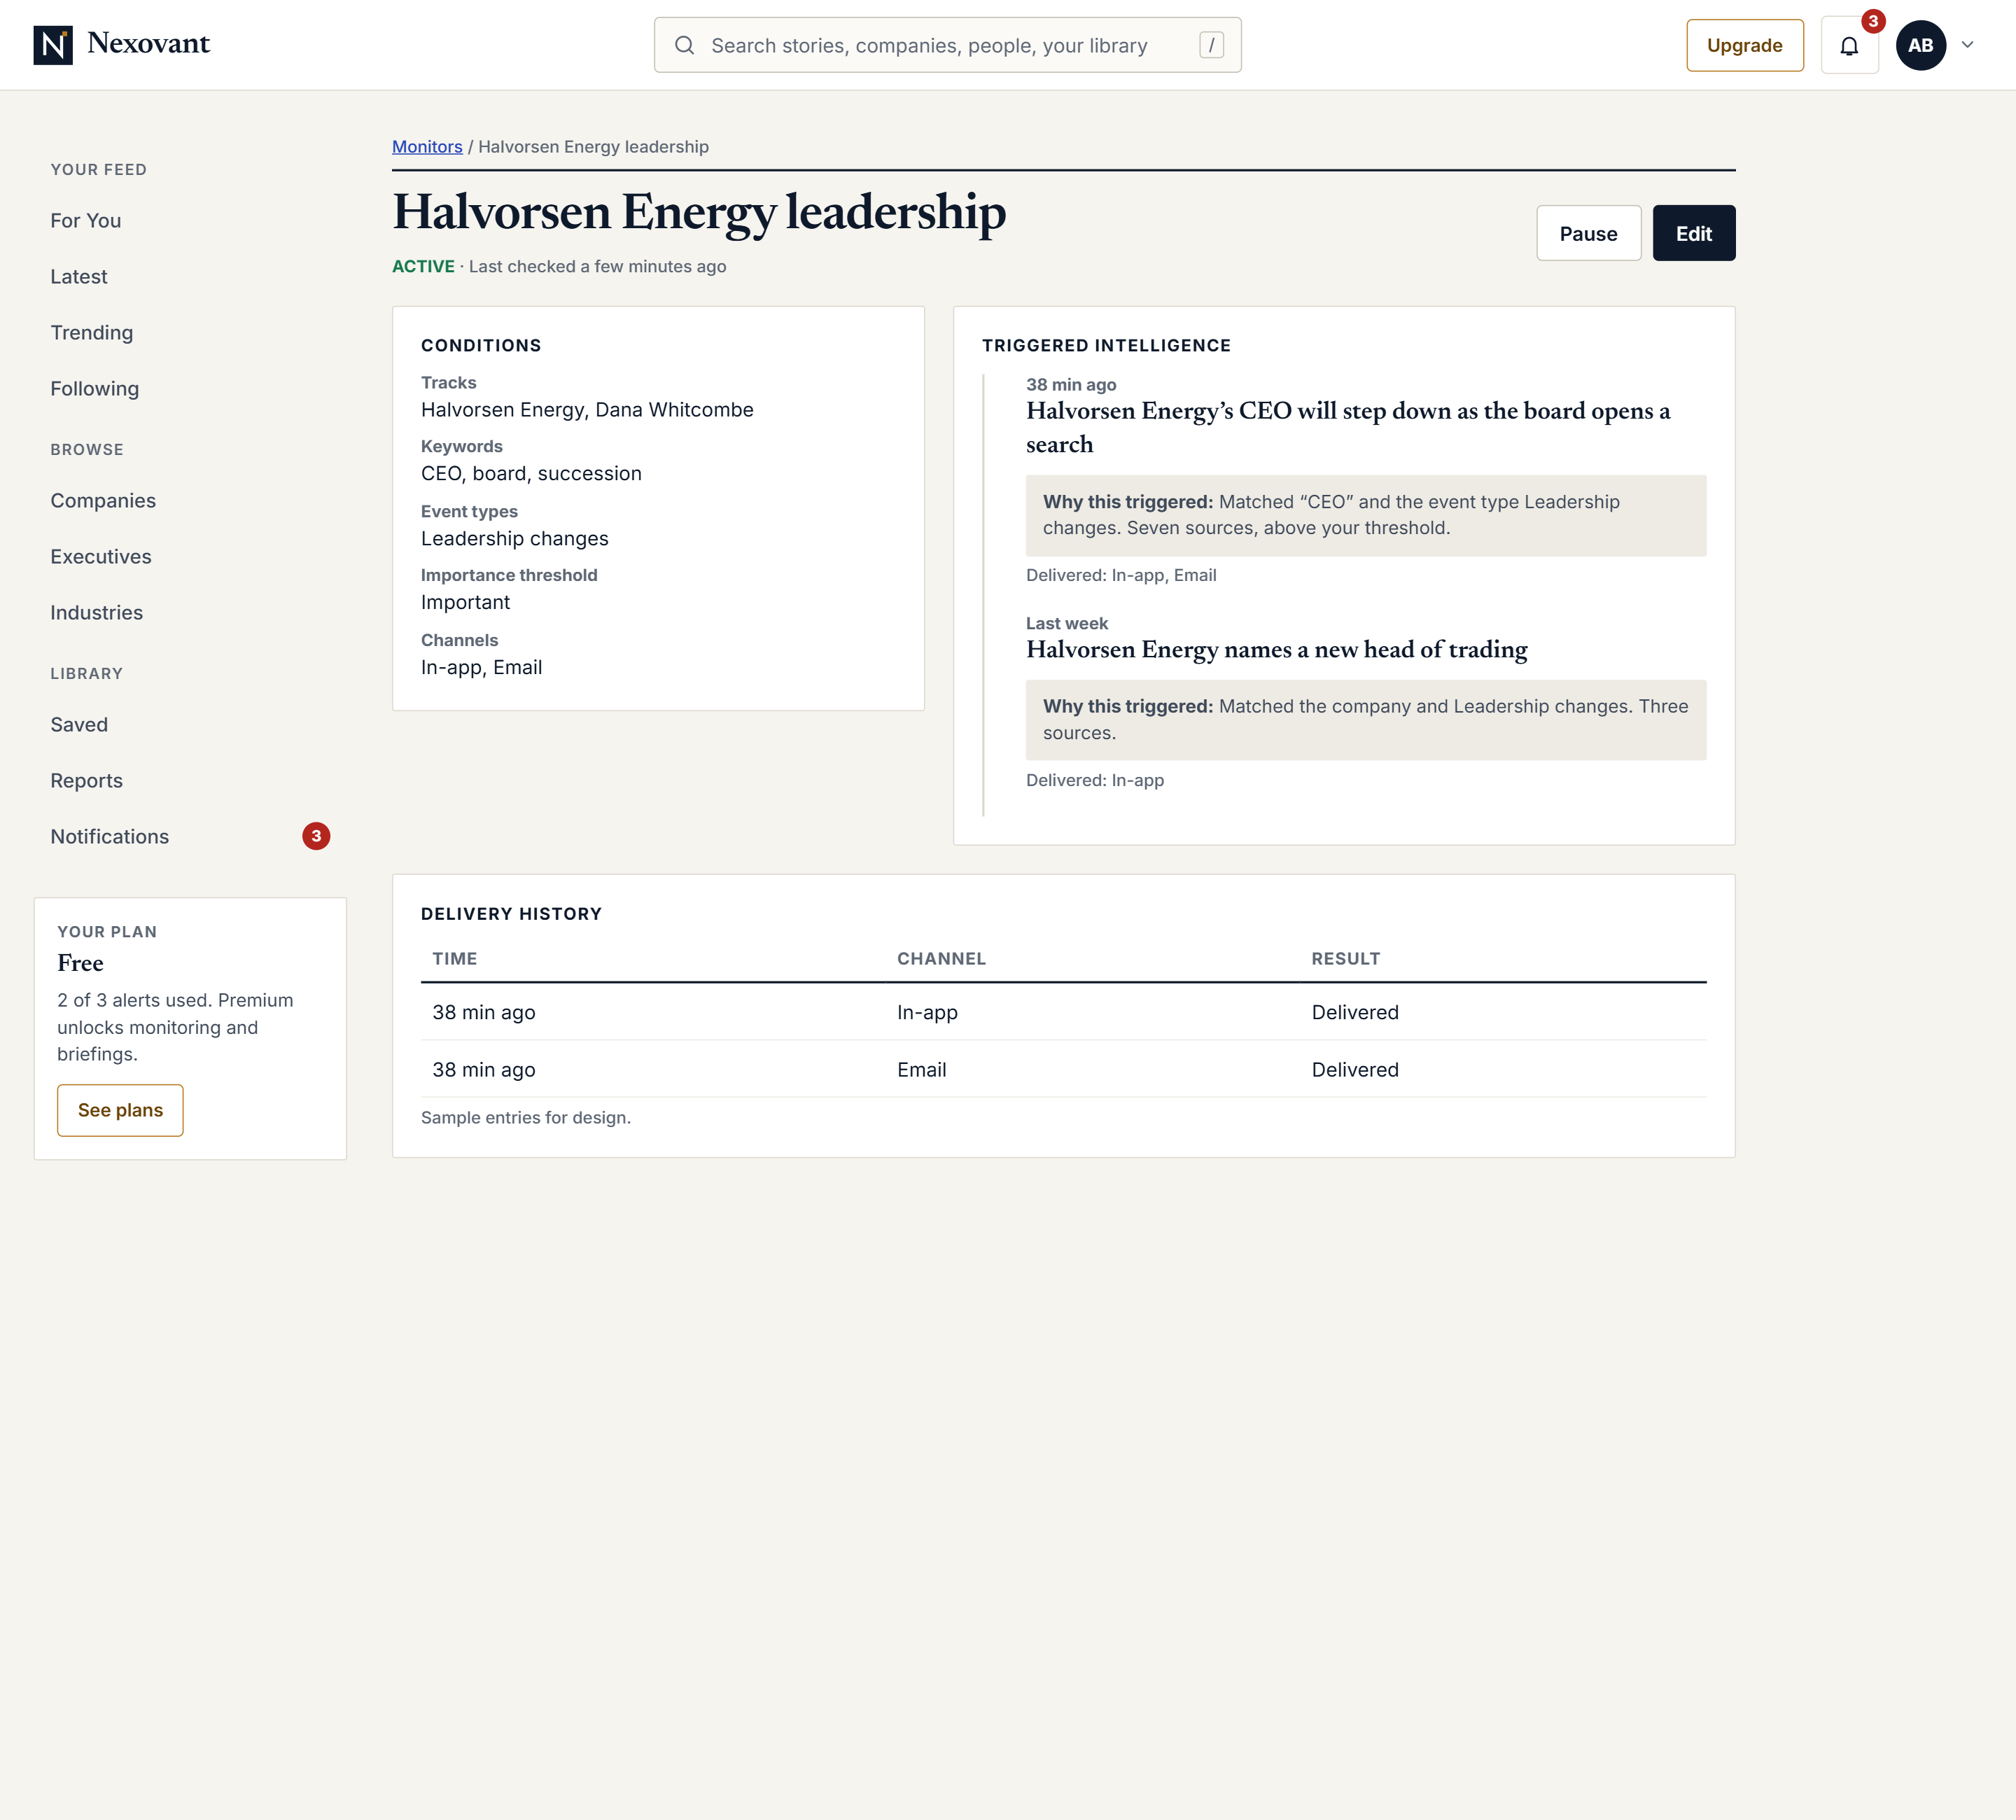 Nexovant
Search stories, companies, people, your library
/
Upgrade
3
AB
YOUR FEED
For You
Latest
Trending
Following
BROWSE
Companies
Executives
Industries
LIBRARY
Saved
Reports
Notifications
3
YOUR PLAN
Free
2 of 3 alerts used. Premium
unlocks monitoring and
briefings.
See plans
Monitors / Halvorsen Energy leadership
Halvorsen Energy leadership
ACTIVE · Last checked a few minutes ago
Pause
Edit
CONDITIONS
Tracks
Halvorsen Energy, Dana Whitcombe
Keywords
CEO, board, succession
Event types
Leadership changes
Importance threshold
Important
Channels
In-app, Email
TRIGGERED INTELLIGENCE
38 min ago
Halvorsen Energy’s CEO will step down as the board opens a
search
Why this triggered: Matched “CEO” and the event type Leadership
changes. Seven sources, above your threshold.
Delivered: In-app, Email
Last week
Halvorsen Energy names a new head of trading
Why this triggered: Matched the company and Leadership changes. Three
sources.
Delivered: In-app
DELIVERY HISTORY
TIME CHANNEL RESULT
38 min ago In-app Delivered
38 min ago Email Delivered
Sample entries for design.